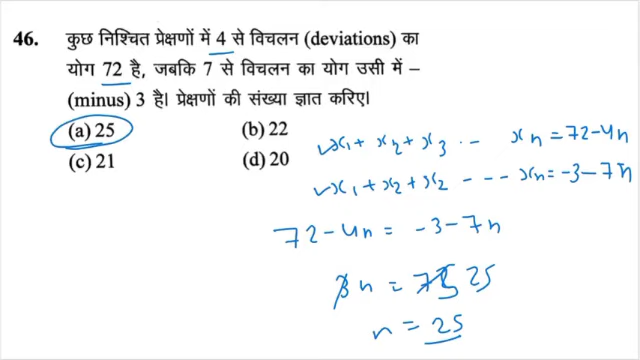 46. कुछ निश्चित प्रेक्षणों में 4 से विचलन (deviations) का
योग 72 है, जबकि 7 से विचलन का योग उसी में –
(minus) 3 है। प्रेक्षणों की संख्या ज्ञात करिए।
(a) 25 (b) 22
(c) 21 (d) 20
x₁ + x₂ + x₃ -- xₙ = 72 - 4n
x₁ + x₂ + x₂ --- xₙ = -3 - 7n
72 - 4n = -3 - 7n
3n = 75 25
n = 25